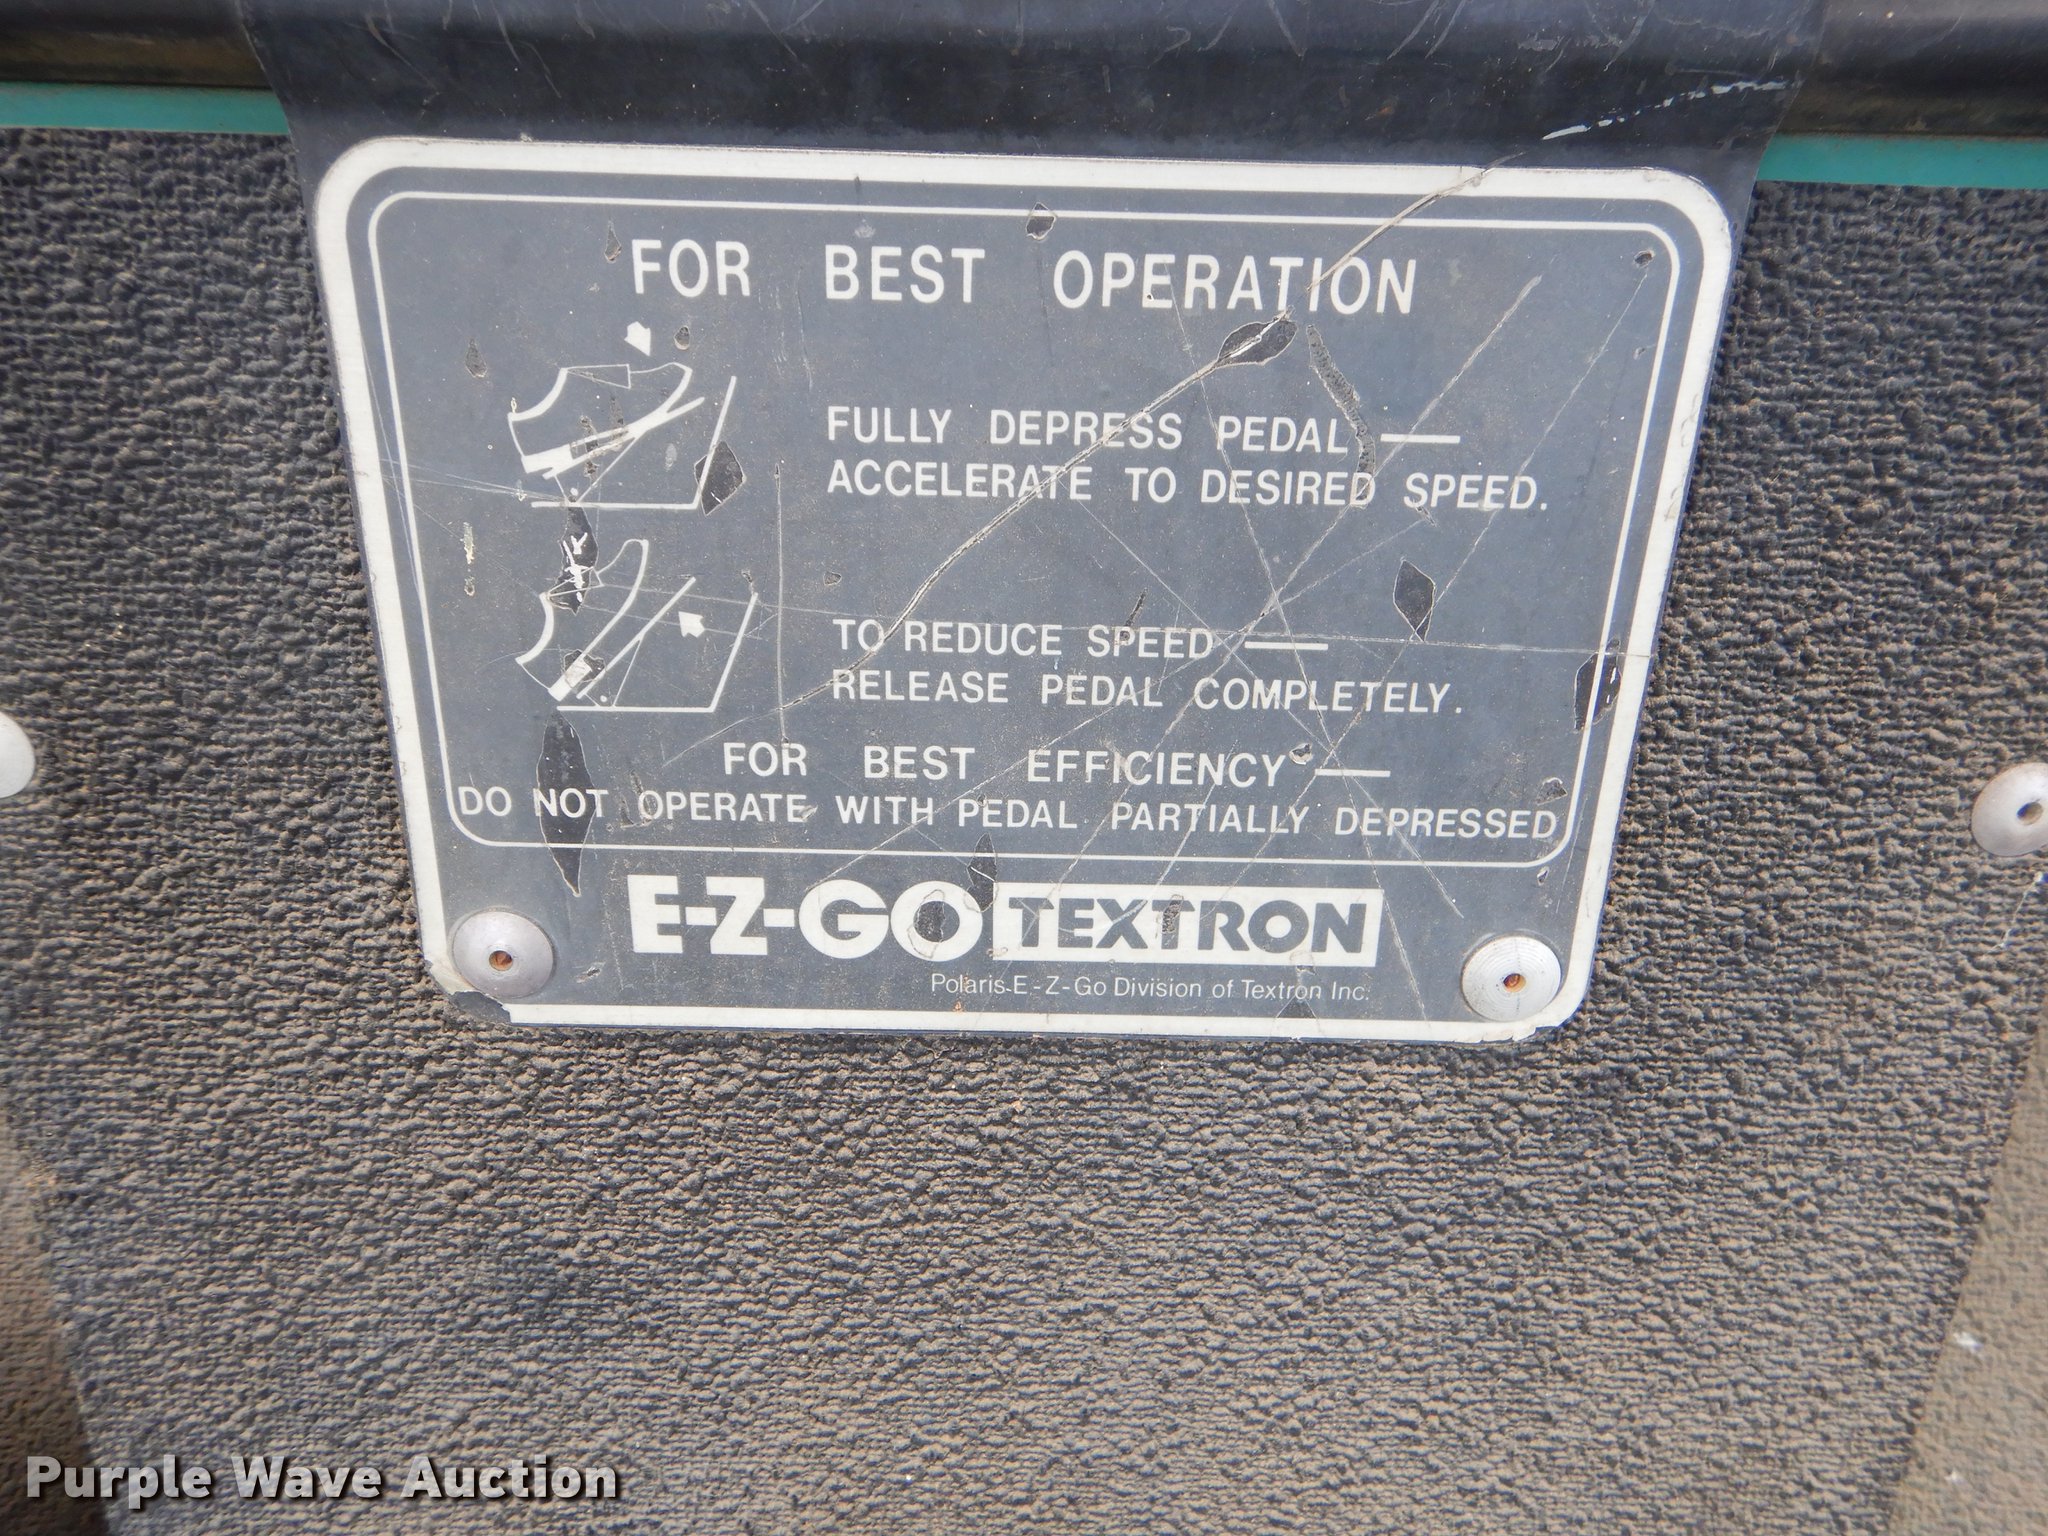 FOR BEST OPERATION
FULLY DEPRESS PEDAL —
ACCELERATE TO DESIRED SPEED.
TO REDUCE SPEED —
RELEASE PEDAL COMPLETELY.
FOR BEST EFFICIENCY —
DO NOT OPERATE WITH PEDAL PARTIALLY DEPRESSED
E-Z-GO TEXTRON
Polaris E-Z-Go Division of Textron Inc.
Purple Wave Auction